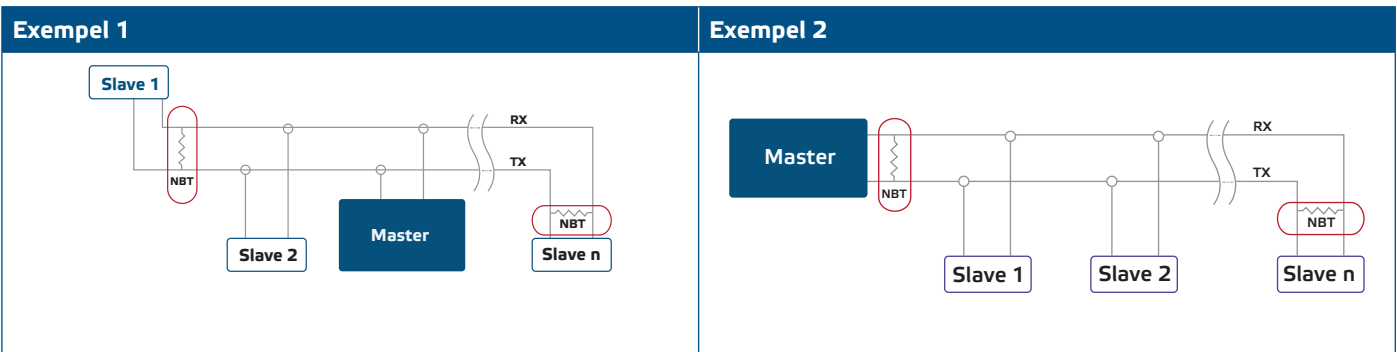 Exempel 1
Slave 1
RX
TX
NBT
NBT
Master
Slave 2
Slave n
Exempel 2
Master
RX
TX
NBT
NBT
Slave 1
Slave 2
Slave n